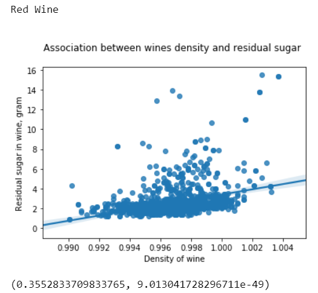 Red Wine
Association between wines density and residual sugar
Residual sugar in wine, gram
16
14
12
10
8
6
4
2
0
0.990 0.992 0.994 0.996 0.998 1.000 1.002 1.004
Density of wine
(0.3552833709833765, 9.013041728296711e-49)